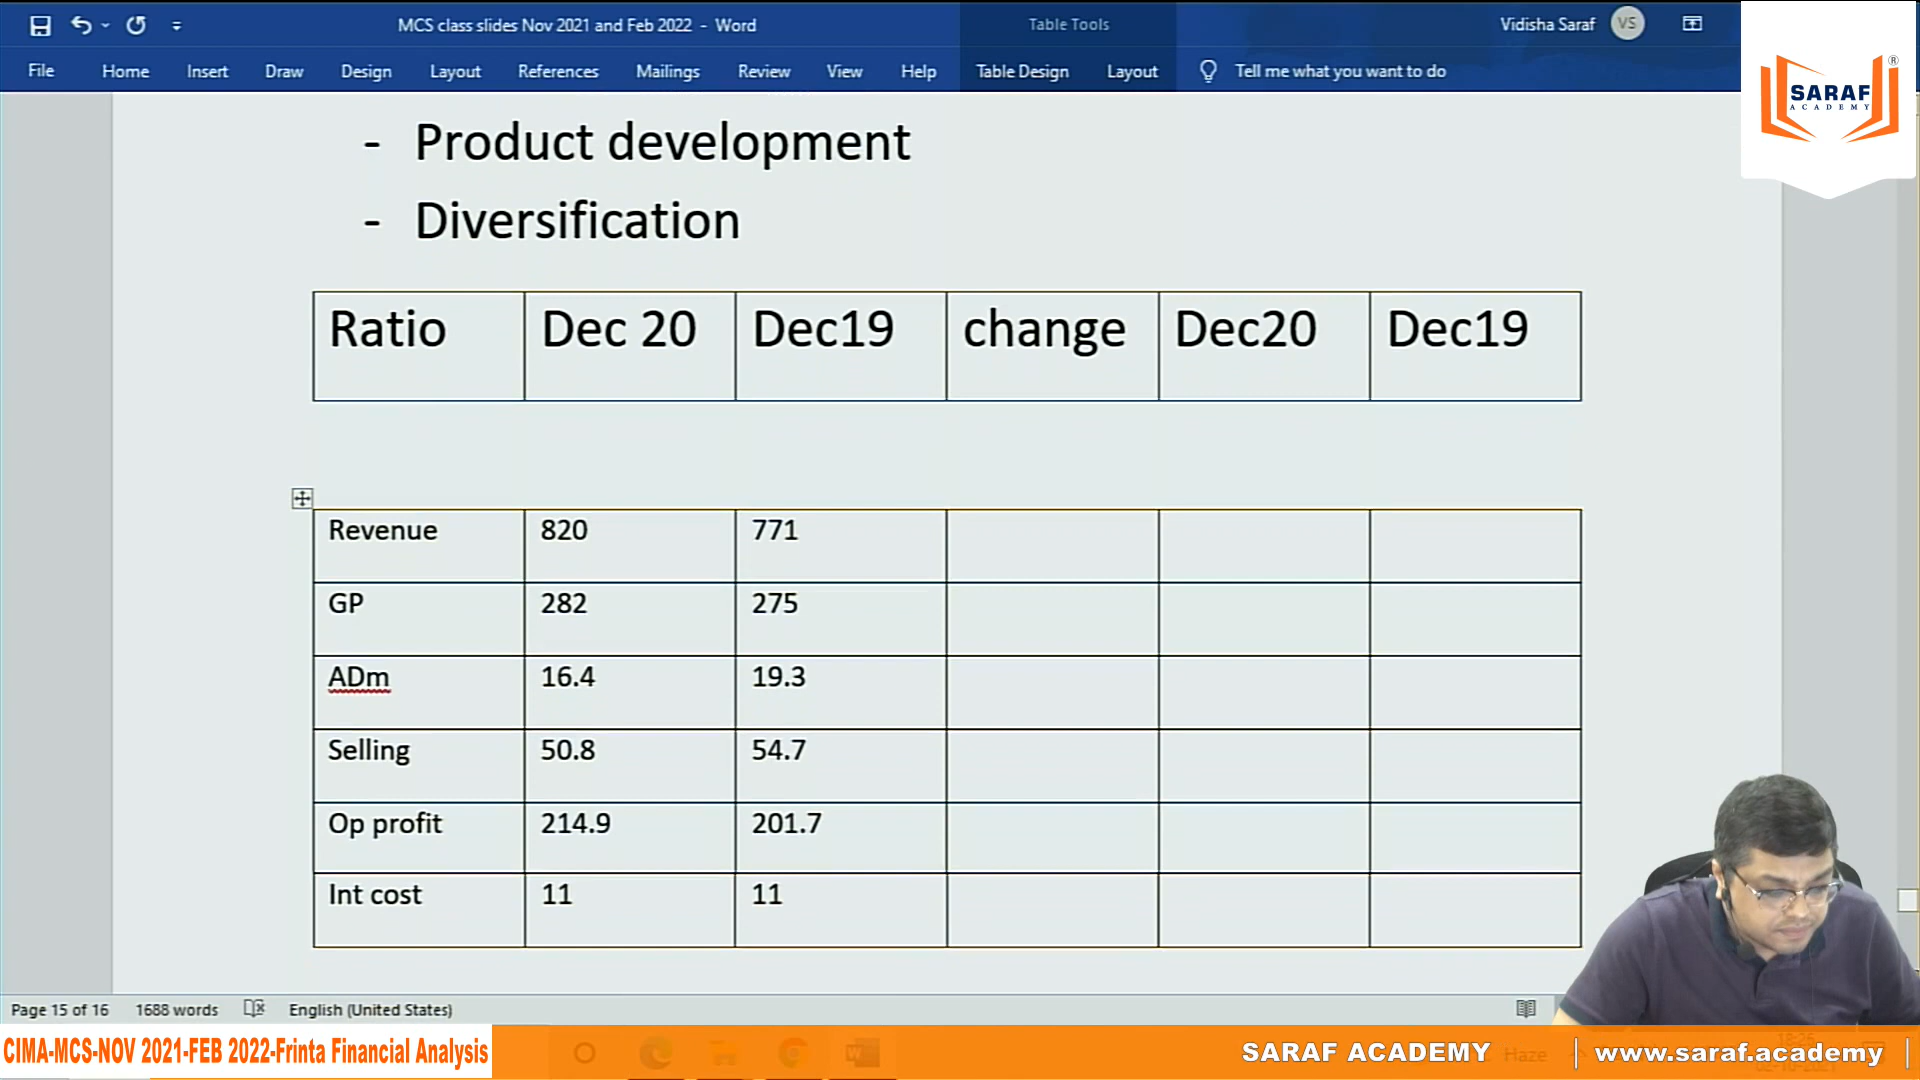 MCS class slides Nov 2021 and Feb 2022 - Word
Table Tools
Vidisha Saraf
VS
File
Home
Insert
Draw
Design
Layout
References
Mailings
Review
View
Help
Table Design
Layout
Tell me what you want to do
SARAF
ACADEMY
®
- Product development
- Diversification
Ratio Dec 20 Dec19 change Dec20 Dec19
Revenue 820 771
GP 282 275
ADm 16.4 19.3
Selling 50.8 54.7
Op profit 214.9 201.7
Int cost 11 11
Page 15 of 16
1688 words
English (United States)
CIMA-MCS-NOV 2021-FEB 2022-Frinta Financial Analysis
SARAF ACADEMY
| www.saraf.academy |
Haze